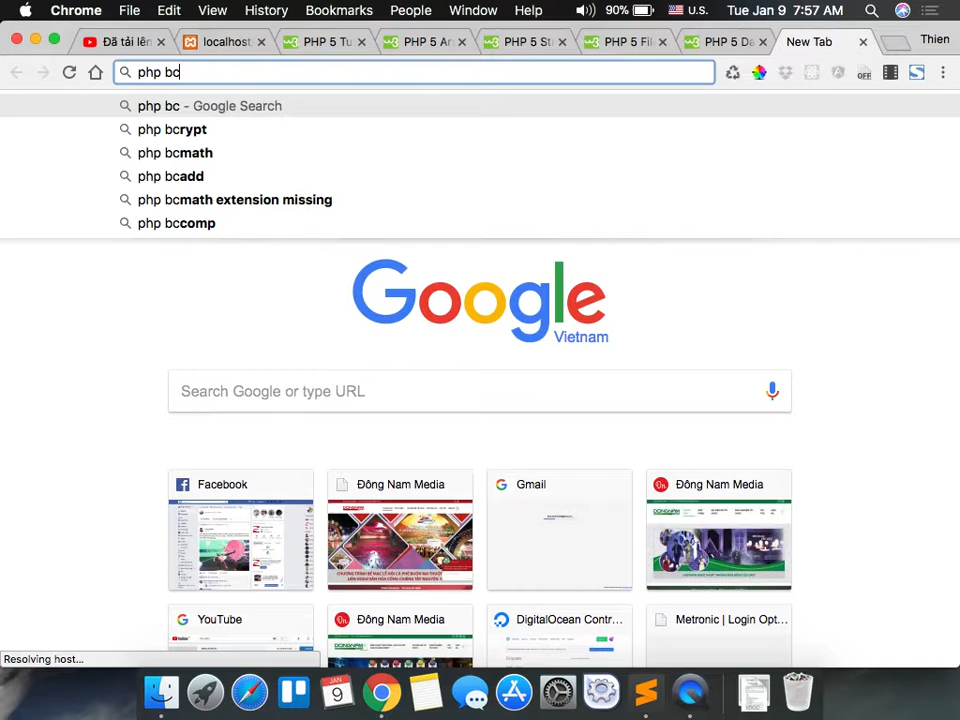 Chrome File Edit View History Bookmarks People Window Help 90% U.S. Tue Jan 9 7:57 AM
Đã tải lên localhost, PHP 5 Tu PHP 5 Ar PHP 5 Sti PHP 5 File PHP 5 Da New Tab Thien
php bc
php bc - Google Search
php bcrypt
php bcmath
php bcadd
php bcmath extension missing
php bccomp
Google
Vietnam
Search Google or type URL
Facebook Đông Nam Media Gmail Đông Nam Media
YouTube Đông Nam Media DigitalOcean Contr... Metronic | Login Opt...
Resolving host...
JAN
9